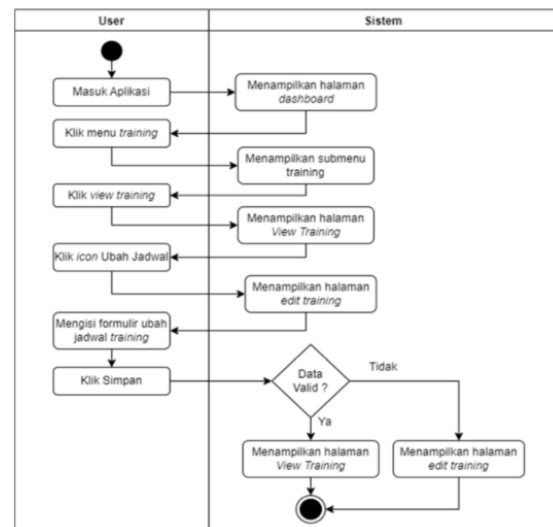 User
Sistem
Masuk Aplikasi
Menampilkan halaman
dashboard
Klik menu training
Menampilkan submenu
training
Klik view training
Menampilkan halaman
View Training
Klik icon Ubah Jadwal
Menampilkan halaman
edit training
Mengisi formulir ubah
jadwal training
Klik Simpan
Data
Valid ?
Tidak
Ya
Menampilkan halaman
View Training
Menampilkan halaman
edit training